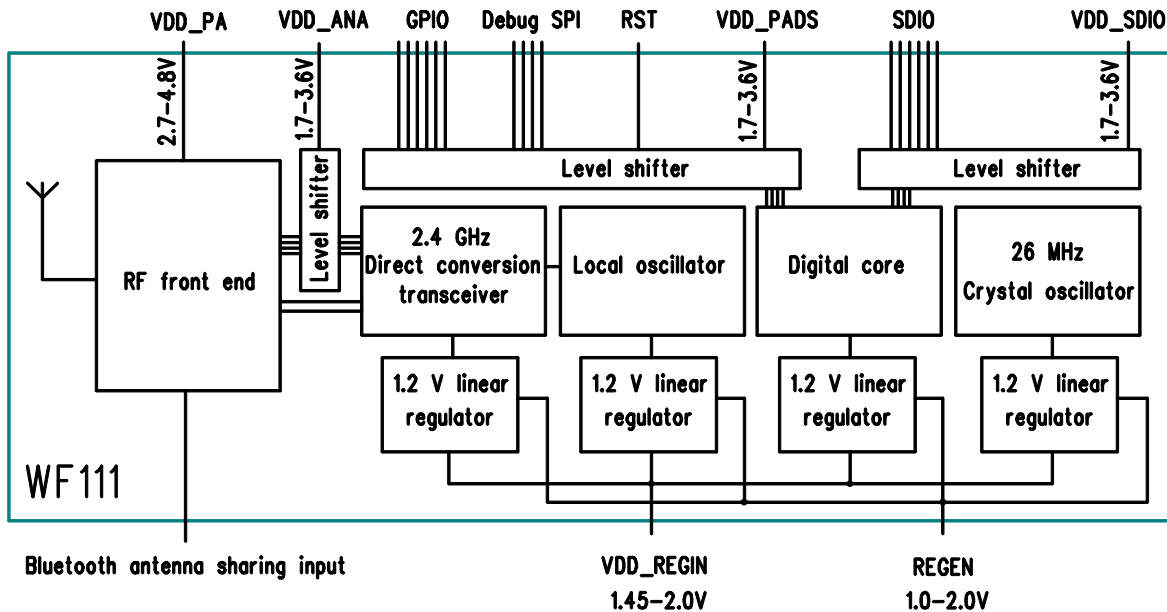 VDD_PA
VDD_ANA
GPIO
Debug SPI
RST
VDD_PADS
SDIO
VDD_SDIO
2.7-4.8V
1.7-3.6V
1.7-3.6V
1.7-3.6V
Level shifter
Level shifter
Level shifter
RF front end
2.4 GHz
Direct conversion
transceiver
Local oscillator
Digital core
26 MHz
Crystal oscillator
1.2 V linear
regulator
1.2 V linear
regulator
1.2 V linear
regulator
1.2 V linear
regulator
WF111
Bluetooth antenna sharing input
VDD_REGIN
1.45-2.0V
REGEN
1.0-2.0V